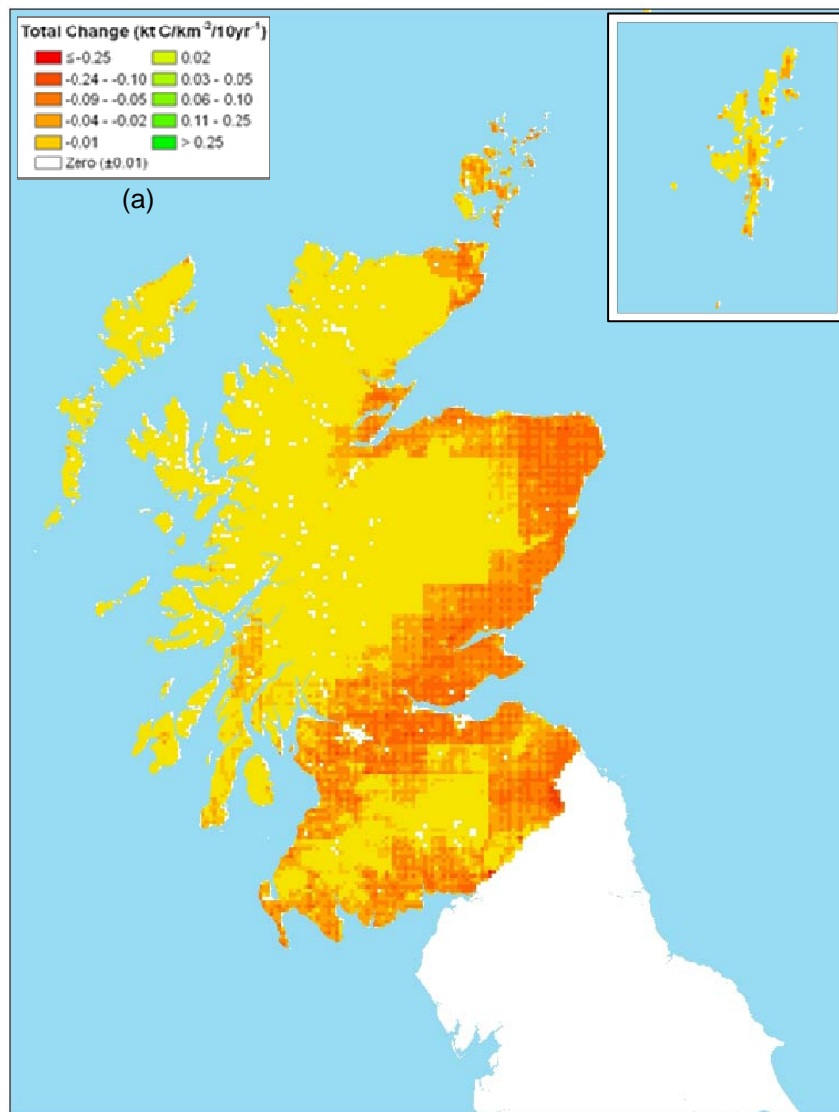 Total Change (kt C/km⁻²/10yr⁻¹)
≤ -0.25
0.02
-0.24 - -0.10
0.03 - 0.05
-0.09 - -0.05
0.06 - 0.10
-0.04 - -0.02
0.11 - 0.25
-0.01
> 0.25
Zero (±0.01)
(a)